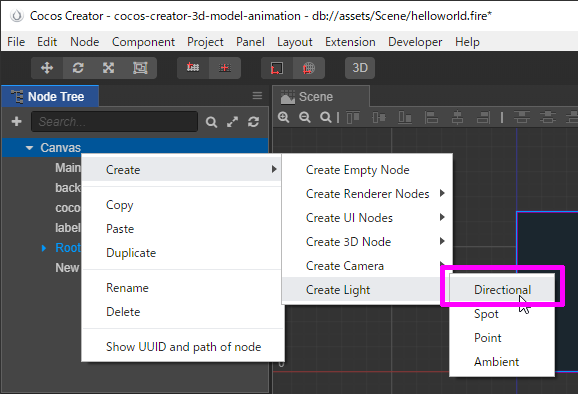 Cocos Creator - cocos-creator-3d-model-animation - db://assets/Scene/helloworld.fire*
File Edit Node Component Project Panel Layout Extension Developer Help
3D
Node Tree
Scene
Search...
Canvas
Main
back
coco
label
Root
New
Create
Copy
Paste
Duplicate
Rename
Delete
Show UUID and path of node
Create Empty Node
Create Renderer Nodes
Create UI Nodes
Create 3D Node
Create Camera
Create Light
Directional
Spot
Point
Ambient
0